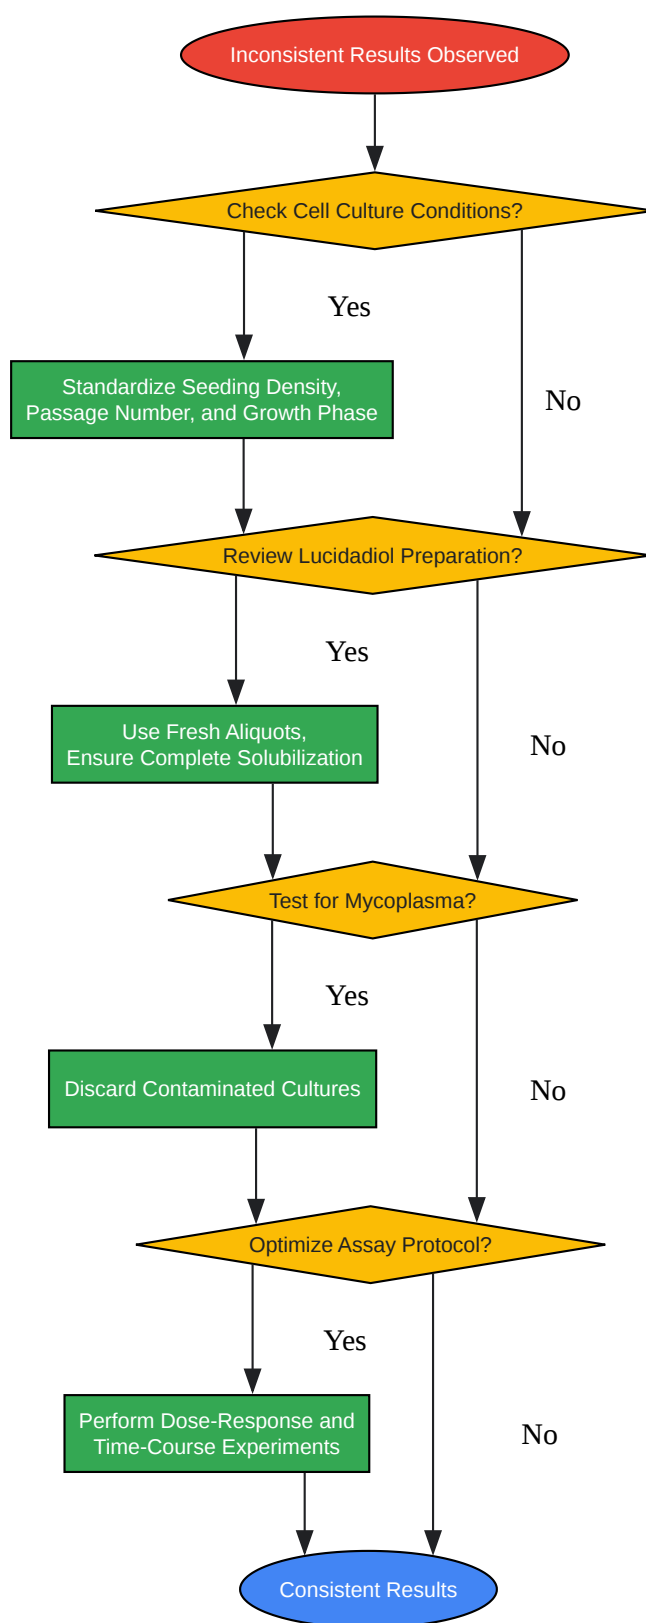 Inconsistent Results Observed
Check Cell Culture Conditions?
Yes
Standardize Seeding Density,
Passage Number, and Growth Phase
No
Review Lucidadiol Preparation?
Yes
Use Fresh Aliquots,
Ensure Complete Solubilization
No
Test for Mycoplasma?
Yes
Discard Contaminated Cultures
No
Optimize Assay Protocol?
Yes
Perform Dose-Response and
Time-Course Experiments
No
Consistent Results